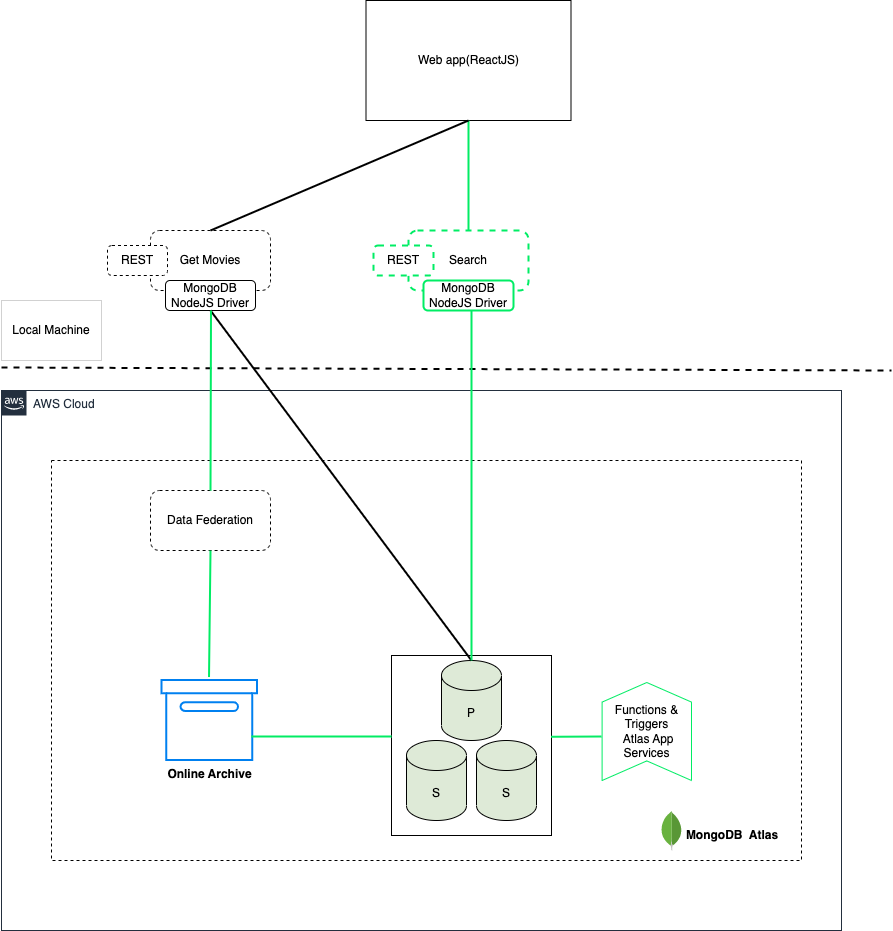 Web app(ReactJS)
REST
Get Movies
MongoDB
NodeJS Driver
REST
Search
MongoDB
NodeJS Driver
Local Machine
aws
AWS Cloud
Data Federation
Online Archive
P
S
S
Functions &
Triggers
Atlas App
Services
MongoDB Atlas